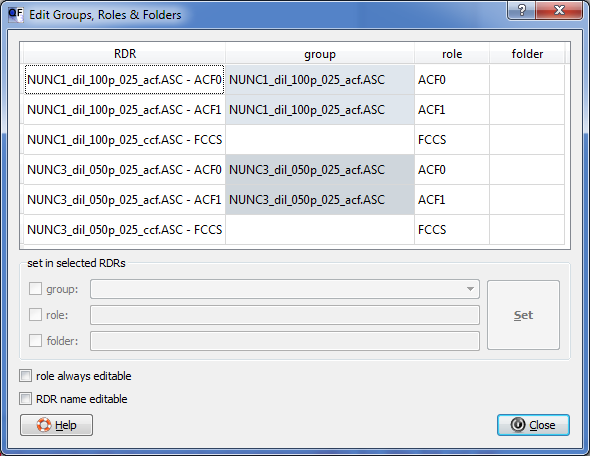 Edit Groups, Roles & Folders
RDR group role folder
NUNC1_dil_100p_025_acf.ASC - ACF0 NUNC1_dil_100p_025_acf.ASC ACF0
NUNC1_dil_100p_025_acf.ASC - ACF1 NUNC1_dil_100p_025_acf.ASC ACF1
NUNC1_dil_100p_025_ccf.ASC - FCCS FCCS
NUNC3_dil_050p_025_acf.ASC - ACF0 NUNC3_dil_050p_025_acf.ASC ACF0
NUNC3_dil_050p_025_acf.ASC - ACF1 NUNC3_dil_050p_025_acf.ASC ACF1
NUNC3_dil_050p_025_ccf.ASC - FCCS FCCS
set in selected RDRs
group:
role:
folder:
Set
role always editable
RDR name editable
Help Close